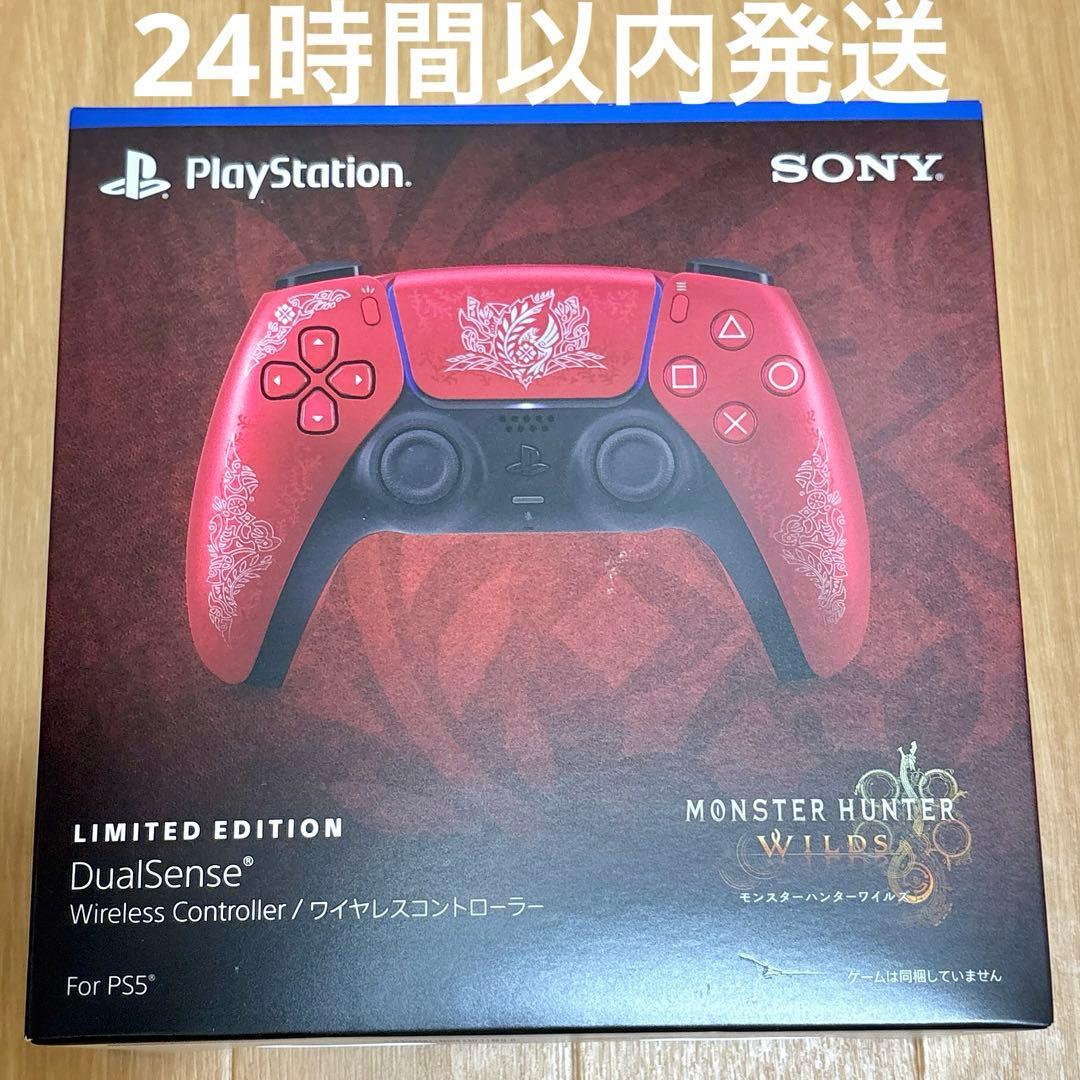 24時間以内発送
PlayStation®
SONY®
LIMITED EDITION
DualSense®
Wireless Controller / ワイヤレスコントローラー
For PS5®
MONSTER HUNTER
WILDS
モンスターハンターワイルズ
ゲームは同梱していません